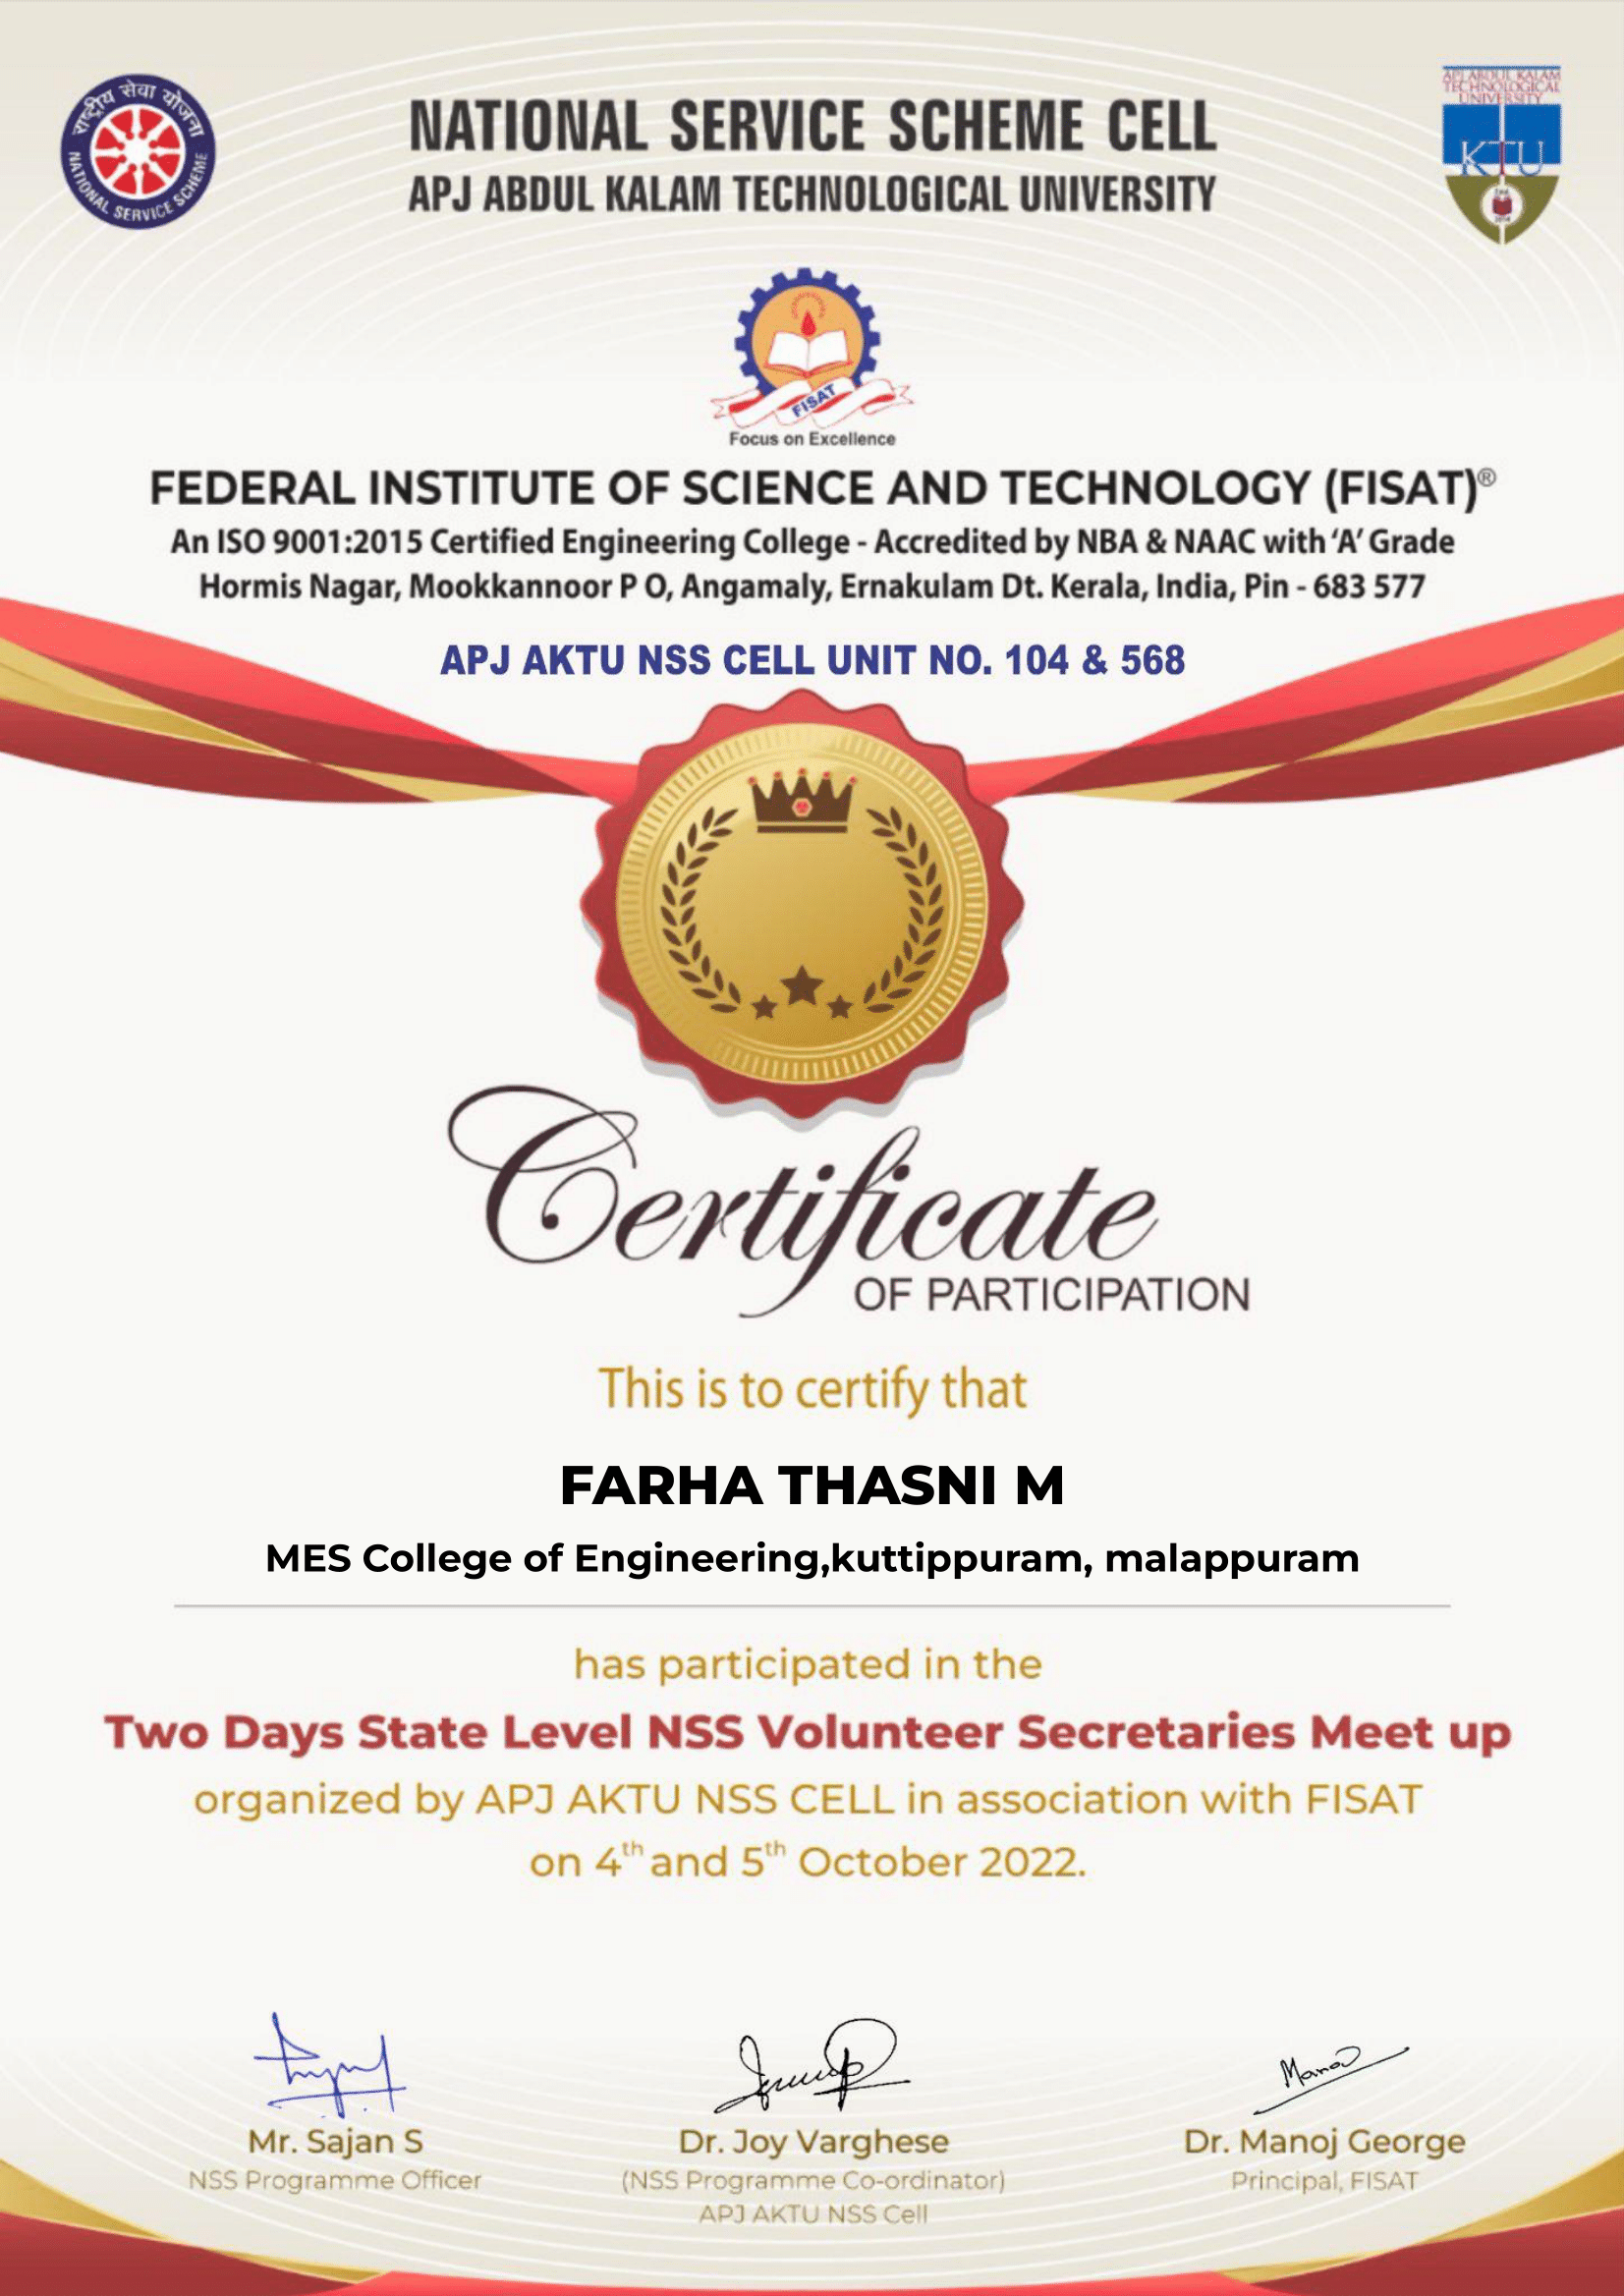 राष्ट्रीय सेवा योजना
NATIONAL SERVICE SCHEME
NATIONAL SERVICE SCHEME CELL
APJ ABDUL KALAM TECHNOLOGICAL UNIVERSITY
APJ ABDUL KALAM
TECHNOLOGICAL
UNIVERSITY
KTU
FISAT
Focus on Excellence
FEDERAL INSTITUTE OF SCIENCE AND TECHNOLOGY (FISAT)®
An ISO 9001:2015 Certified Engineering College - Accredited by NBA & NAAC with ‘A’ Grade
Hormis Nagar, Mookkannoor P O, Angamaly, Ernakulam Dt. Kerala, India, Pin - 683 577
APJ AKTU NSS CELL UNIT NO. 104 & 568
Certificate
OF PARTICIPATION
This is to certify that
FARHA THASNI M
MES College of Engineering,kuttippuram, malappuram
has participated in the
Two Days State Level NSS Volunteer Secretaries Meet up
organized by APJ AKTU NSS CELL in association with FISAT
on 4th and 5th October 2022.
Manoj
Mr. Sajan S
NSS Programme Officer
Dr. Joy Varghese
(NSS Programme Co-ordinator)
APJ AKTU NSS Cell
Dr. Manoj George
Principal, FISAT